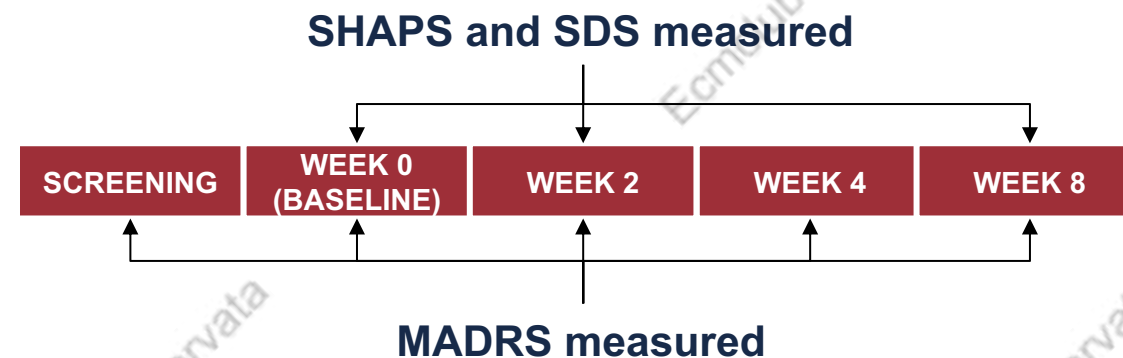 SHAPS and SDS measured
SCREENING
WEEK 0
(BASELINE)
WEEK 2
WEEK 4
WEEK 8
MADRS measured